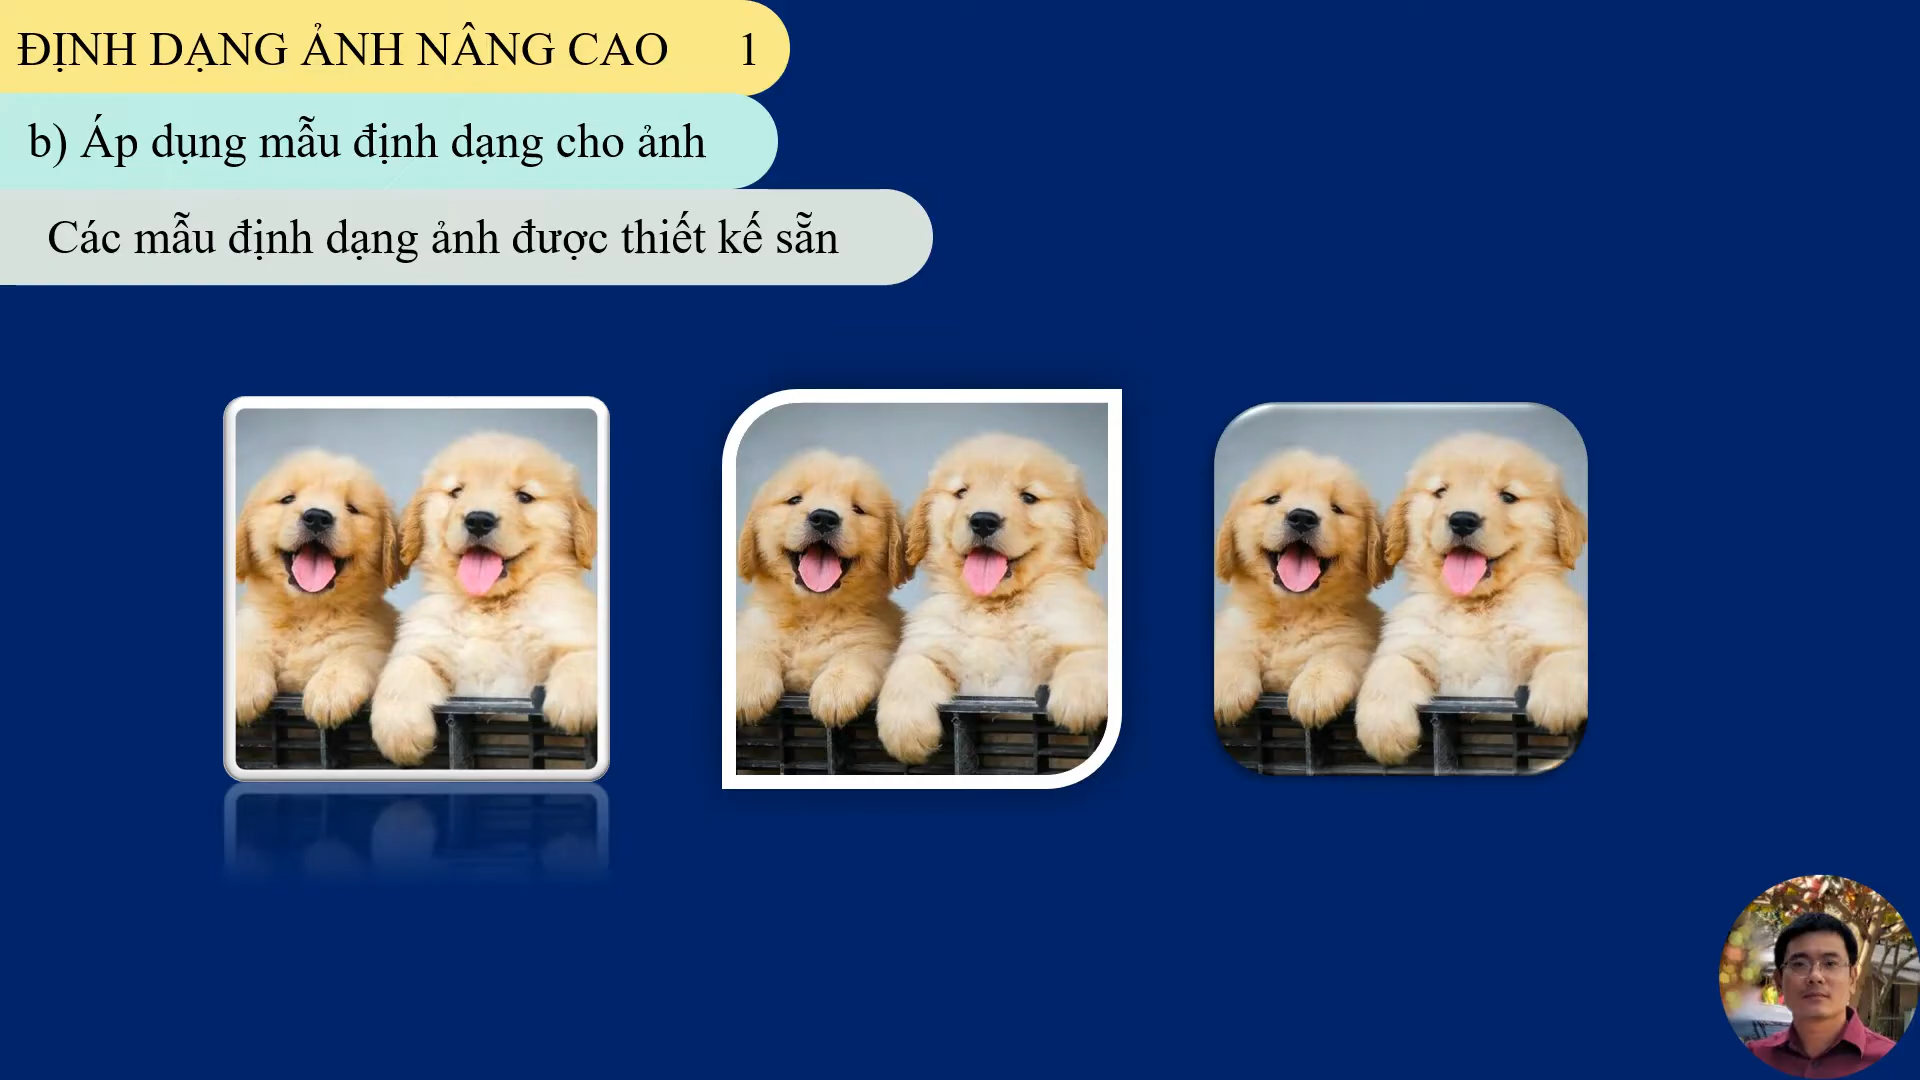 ĐỊNH DẠNG ẢNH NÂNG CAO 1
b) Áp dụng mẫu định dạng cho ảnh
Các mẫu định dạng ảnh được thiết kế sẵn